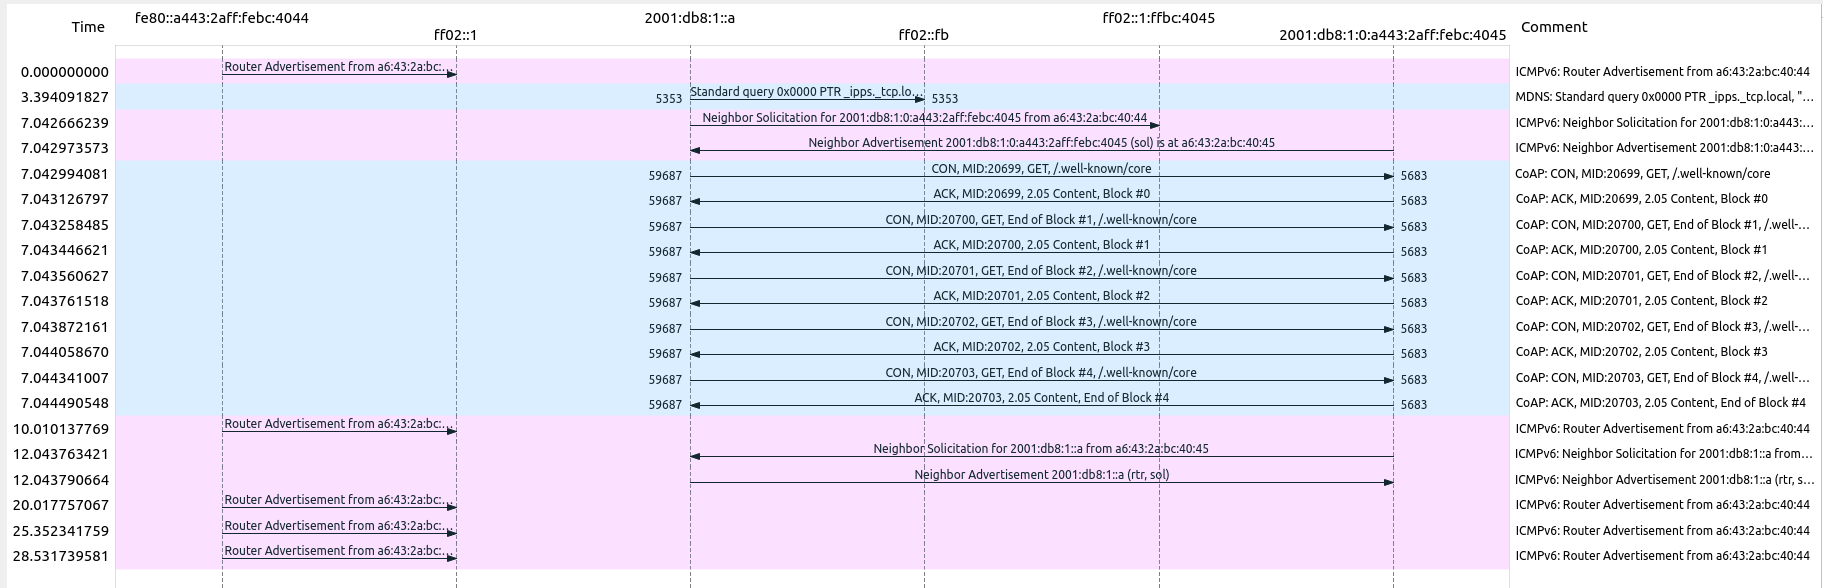 fe80::a443:2aff:febc:4044 2001:db8:1::a ff02::1:ffbc:4045
Time ff02::1 ff02::fb 2001:db8:1:0:a443:2aff:febc:4045 Comment
0.000000000 Router Advertisement from a6:43:2a:bc:... ICMPv6: Router Advertisement from a6:43:2a:bc:40:44
3.394091827 5353 Standard query 0x0000 PTR _ipps._tcp.lo... 5353 MDNS: Standard query 0x0000 PTR _ipps._tcp.local, "...
7.042666239 Neighbor Solicitation for 2001:db8:1:0:a443:2aff:febc:4045 from a6:43:2a:bc:40:44 ICMPv6: Neighbor Solicitation for 2001:db8:1:0:a443:...
7.042973573 Neighbor Advertisement 2001:db8:1:0:a443:2aff:febc:4045 (sol) is at a6:43:2a:bc:40:45 ICMPv6: Neighbor Advertisement 2001:db8:1:0:a443:...
7.042994081 59687 CON, MID:20699, GET, /.well-known/core 5683 CoAP: CON, MID:20699, GET, /.well-known/core
7.043126797 59687 ACK, MID:20699, 2.05 Content, Block #0 5683 CoAP: ACK, MID:20699, 2.05 Content, Block #0
7.043258485 59687 CON, MID:20700, GET, End of Block #1, /.well-known/core 5683 CoAP: CON, MID:20700, GET, End of Block #1, /.well-...
7.043446621 59687 ACK, MID:20700, 2.05 Content, Block #1 5683 CoAP: ACK, MID:20700, 2.05 Content, Block #1
7.043560627 59687 CON, MID:20701, GET, End of Block #2, /.well-known/core 5683 CoAP: CON, MID:20701, GET, End of Block #2, /.well-...
7.043761518 59687 ACK, MID:20701, 2.05 Content, Block #2 5683 CoAP: ACK, MID:20701, 2.05 Content, Block #2
7.043872161 59687 CON, MID:20702, GET, End of Block #3, /.well-known/core 5683 CoAP: CON, MID:20702, GET, End of Block #3, /.well-...
7.044058670 59687 ACK, MID:20702, 2.05 Content, Block #3 5683 CoAP: ACK, MID:20702, 2.05 Content, Block #3
7.044341007 59687 CON, MID:20703, GET, End of Block #4, /.well-known/core 5683 CoAP: CON, MID:20703, GET, End of Block #4, /.well-...
7.044490548 59687 ACK, MID:20703, 2.05 Content, End of Block #4 5683 CoAP: ACK, MID:20703, 2.05 Content, End of Block #4
10.010137769 Router Advertisement from a6:43:2a:bc:... ICMPv6: Router Advertisement from a6:43:2a:bc:40:44
12.043763421 Neighbor Solicitation for 2001:db8:1::a from a6:43:2a:bc:40:45 ICMPv6: Neighbor Solicitation for 2001:db8:1::a from...
12.043790664 Neighbor Advertisement 2001:db8:1::a (rtr, sol) ICMPv6: Neighbor Advertisement 2001:db8:1::a (rtr, s...
20.017757067 Router Advertisement from a6:43:2a:bc:... ICMPv6: Router Advertisement from a6:43:2a:bc:40:44
25.352341759 Router Advertisement from a6:43:2a:bc:... ICMPv6: Router Advertisement from a6:43:2a:bc:40:44
28.531739581 Router Advertisement from a6:43:2a:bc:... ICMPv6: Router Advertisement from a6:43:2a:bc:40:44